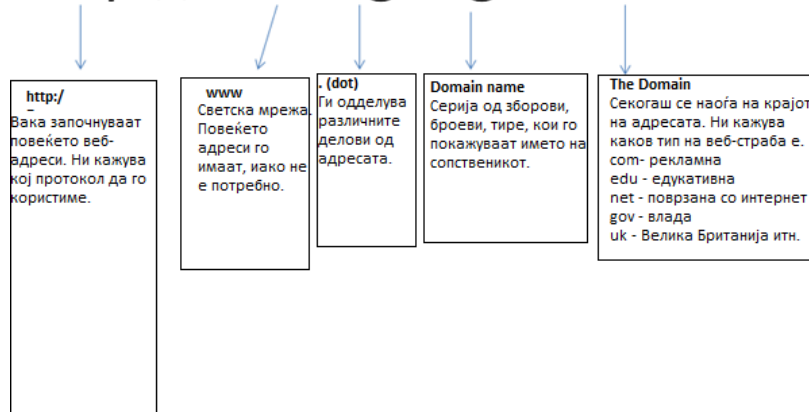 http:/
Вака започнуваат
повеќето веб-
адреси. Ни кажува
кој протокол да го
користиме.
www
Светска мрежа.
Повеќето
адреси го
имаат, иако не
е потребно.
. (dot)
Ги одделува
различните
делови од
адресата.
Domain name
Серија од зборови,
броеви, тире, кои го
покажуваат името на
сопственикот.
The Domain
Секогаш се наоѓа на крајот
на адресата. Ни кажува
каков тип на веб-страба е.
com- рекламна
edu - едукативна
net - поврзана со интернет
gov - влада
uk - Велика Британија итн.